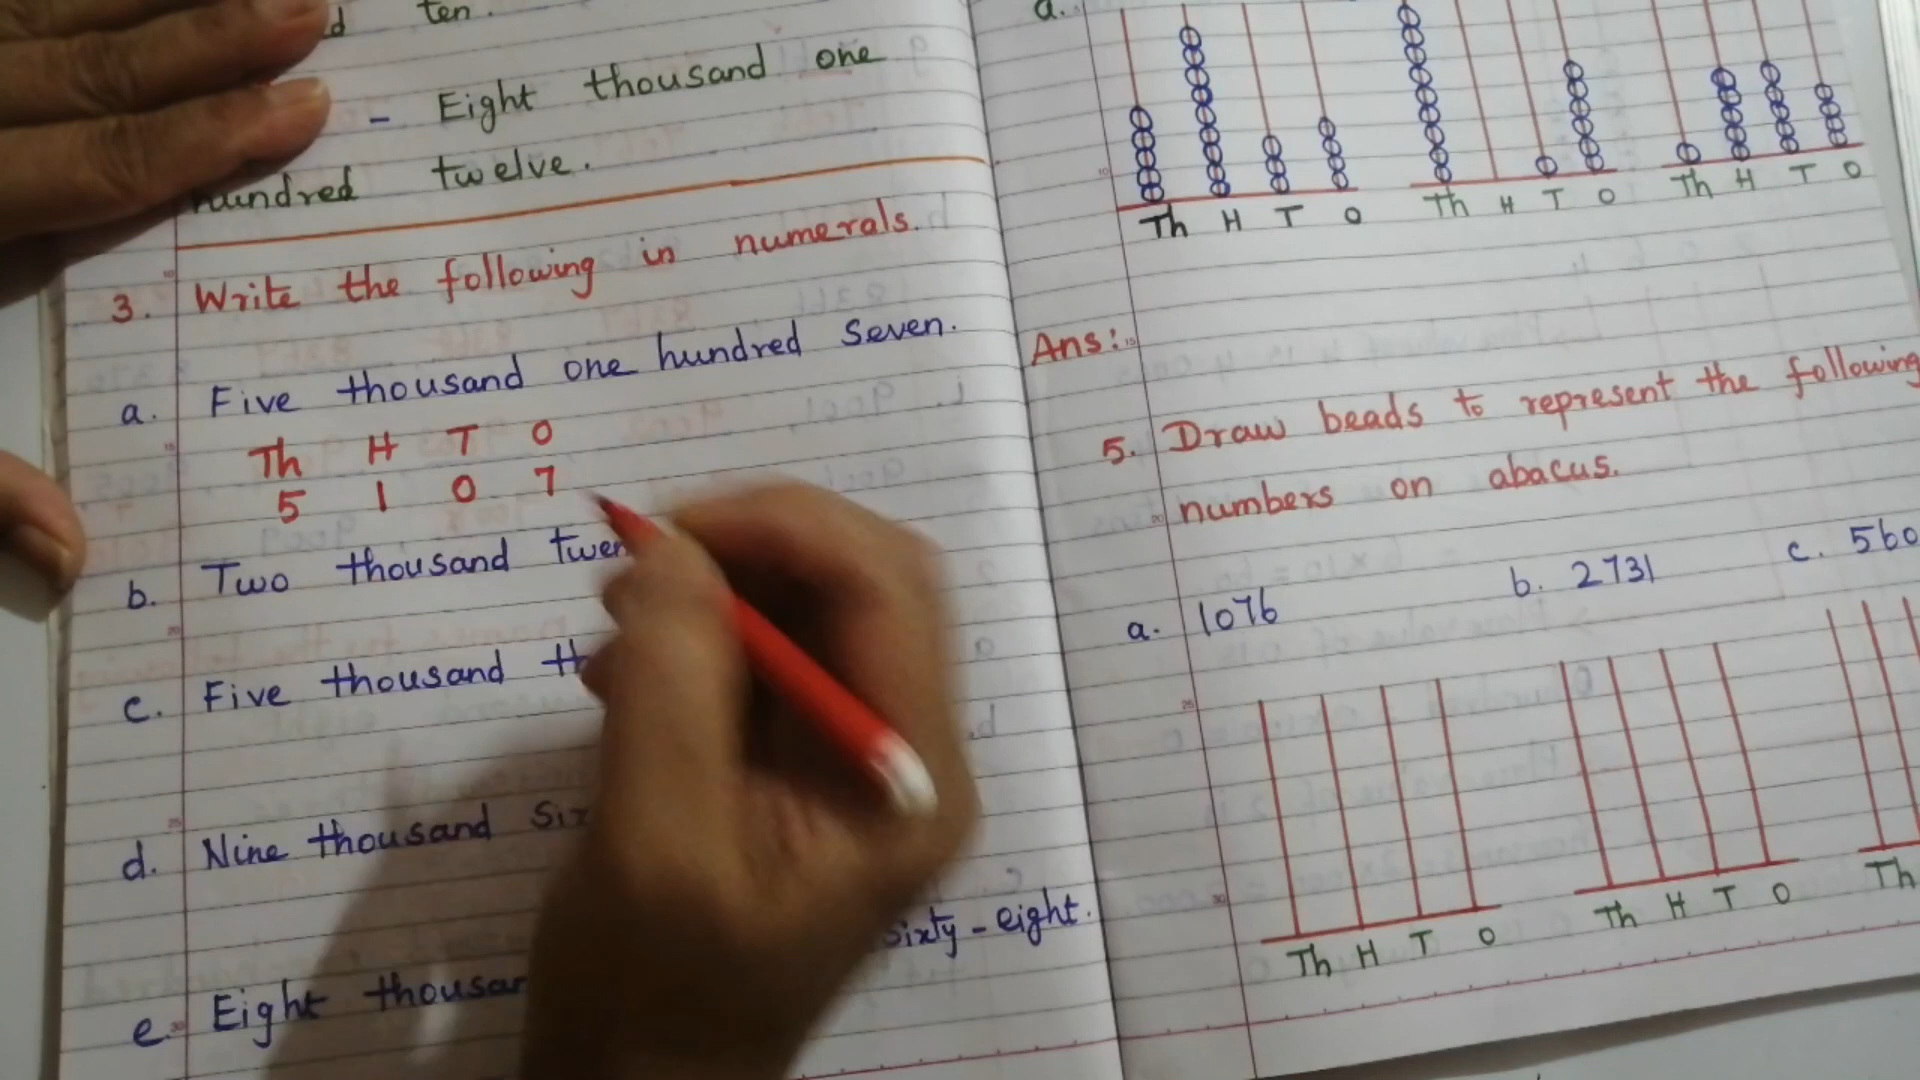 ten.
- Eight thousand one
hundred twelve.
3. Write the following in numerals.
a. Five thousand one hundred seven.
Th H T O
5 1 0 7
b. Two thousand
c. Five thousand
d. Nine thousand
e. Eight sixty-eight.
a.
Th H T O Th H T O Th H T O
Ans:
5. Draw beads to represent the following
numbers on abacus.
a. 1076 b. 2731 c. 560
Th H T O Th H T O Th